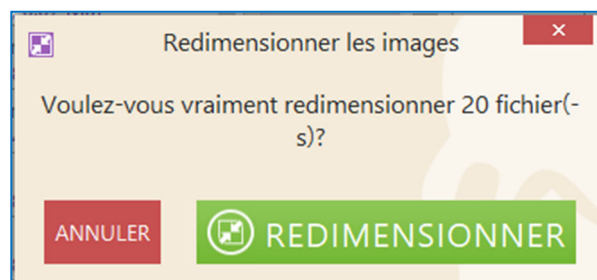 Redimensionner les images
Voulez-vous vraiment redimensionner 20 fichier(-
s)?
ANNULER
REDIMENSIONNER